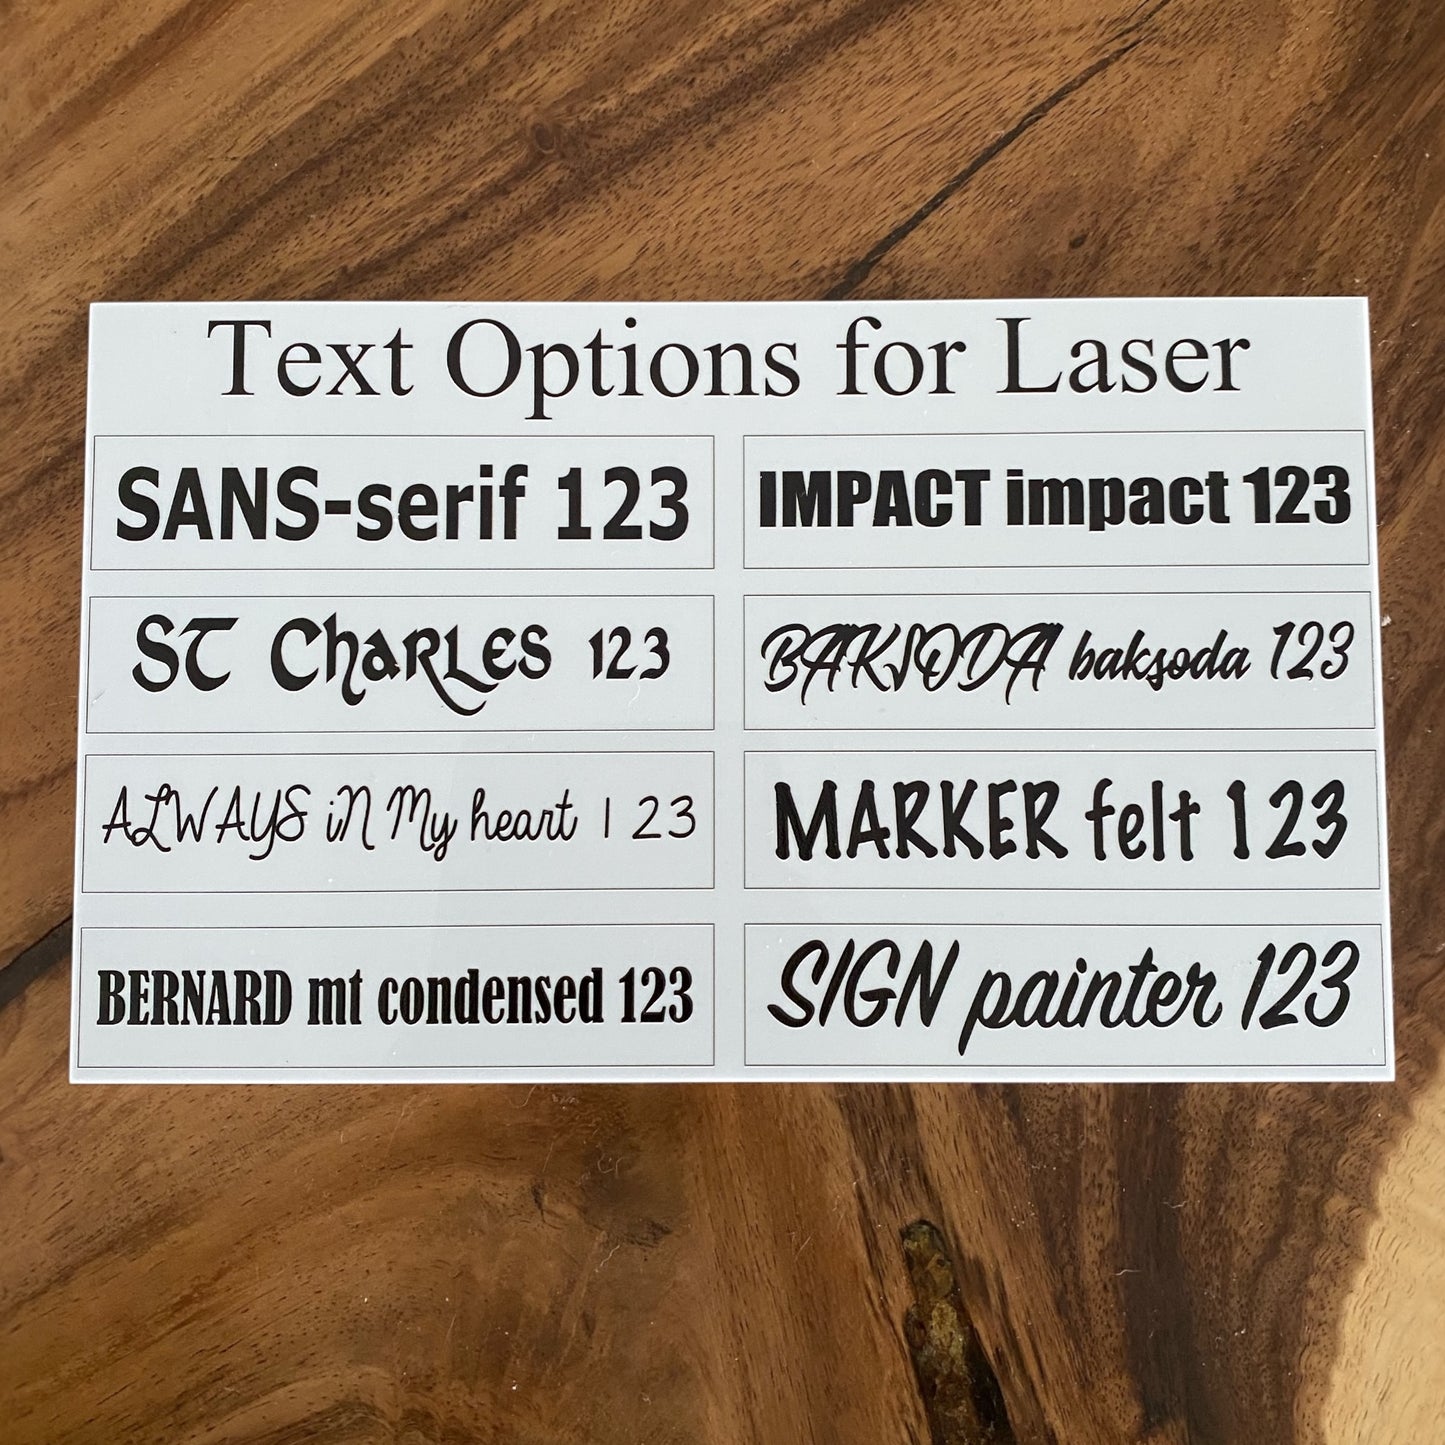 Text Options for Laser
SANS-serif 123
IMPACT impact 123
ST CharLES 123
BAKSODA baksoda 123
ALWAYS iN My heart 123
MARKER felt 123
BERNARD mt condensed 123
SIGN painter 123